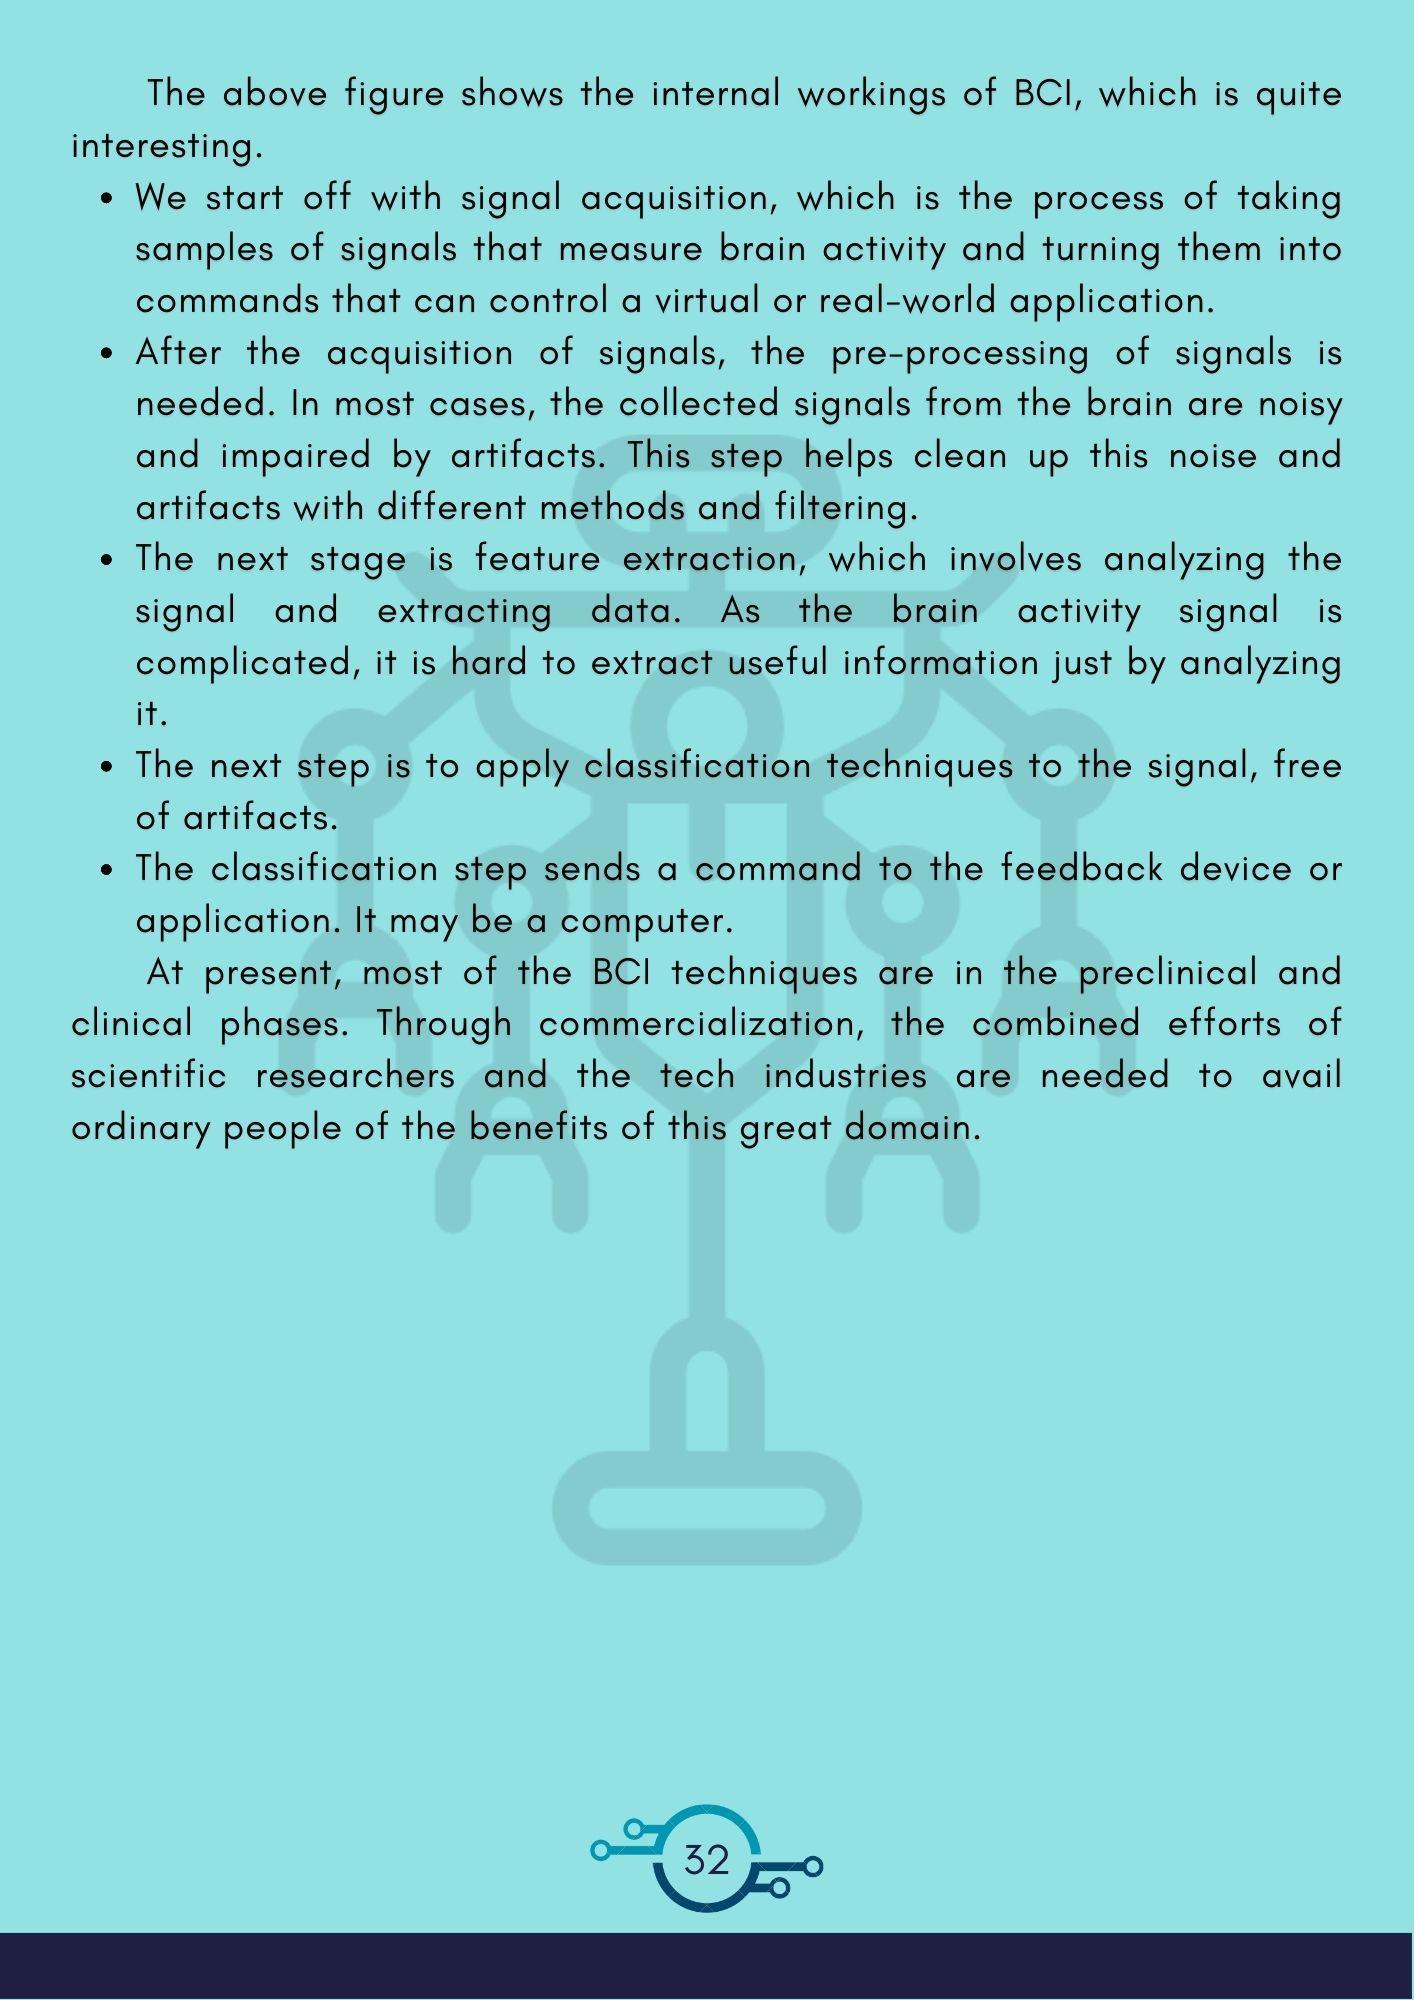 The above figure shows the internal workings of BCI, which is quite
interesting.
• We start off with signal acquisition, which is the process of taking
samples of signals that measure brain activity and turning them into
commands that can control a virtual or real-world application.
• After the acquisition of signals, the pre-processing of signals is
needed. In most cases, the collected signals from the brain are noisy
and impaired by artifacts. This step helps clean up this noise and
artifacts with different methods and filtering.
• The next stage is feature extraction, which involves analyzing the
signal and extracting data. As the brain activity signal is
complicated, it is hard to extract useful information just by analyzing
it.
• The next step is to apply classification techniques to the signal, free
of artifacts.
• The classification step sends a command to the feedback device or
application. It may be a computer.
At present, most of the BCI techniques are in the preclinical and
clinical phases. Through commercialization, the combined efforts of
scientific researchers and the tech industries are needed to avail
ordinary people of the benefits of this great domain.
32